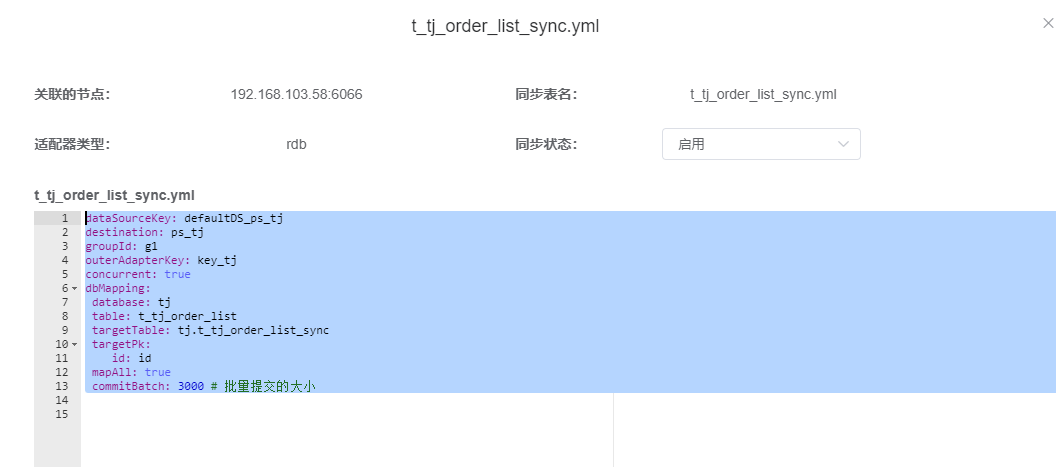 t_tj_order_list_sync.yml
关联的节点： 192.168.103.58:6066 同步表名： t_tj_order_list_sync.yml
适配器类型： rdb 同步状态： 启用
t_tj_order_list_sync.yml
1 dataSourceKey: defaultDS_ps_tj
2 destination: ps_tj
3 groupId: g1
4 outerAdapterKey: key_tj
5 concurrent: true
6 dbMapping:
7 database: tj
8 table: t_tj_order_list
9 targetTable: tj.t_tj_order_list_sync
10 targetPk:
11 id: id
12 mapAll: true
13 commitBatch: 3000 # 批量提交的大小
14
15